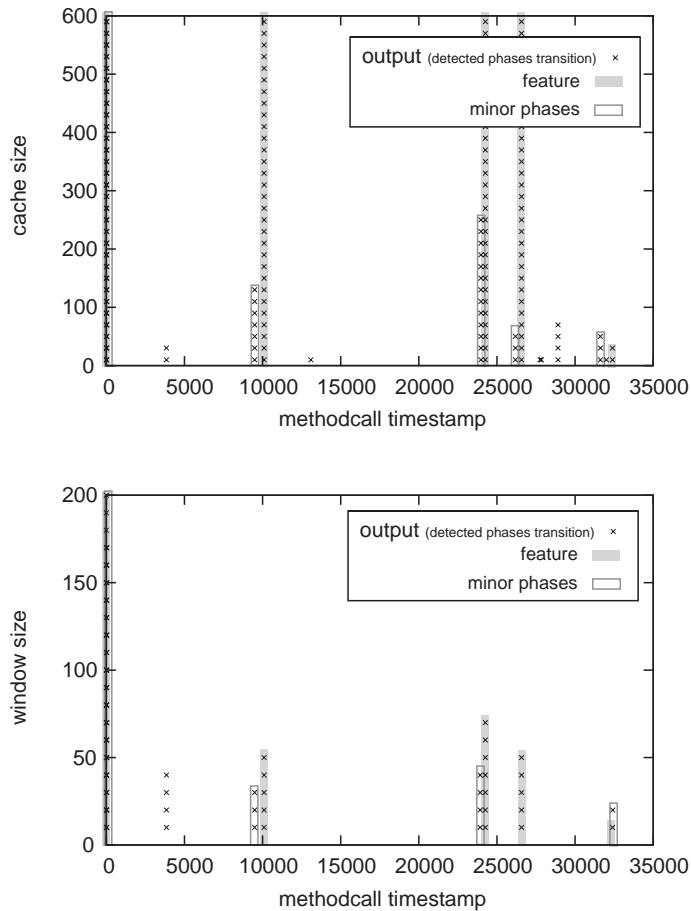 600
500
400
300
200
100
0
cache size
output (detected phases transition)
feature
minor phases
0 5000 10000 15000 20000 25000 30000 35000
methodcall timestamp
200
150
100
50
0
window size
output (detected phases transition)
feature
minor phases
0 5000 10000 15000 20000 25000 30000 35000
methodcall timestamp